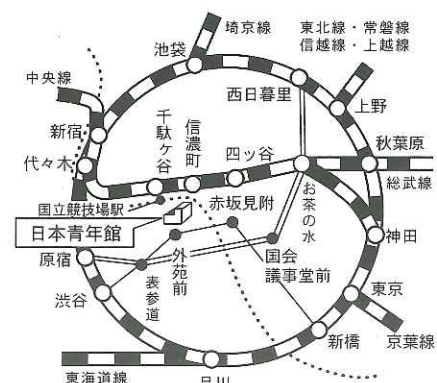 埼京線
東北線・常磐線
信越線・上越線
池袋
中央線
西日暮里
上野
新宿
千駄ヶ谷
信濃町
四ッ谷
秋葉原
代々木
総武線
お茶の水
国立競技場駅
赤坂見附
日本青年館
神田
外苑前
国会
議事堂前
原宿
表参道
東京
渋谷
新橋
京葉線
東海道線
品川